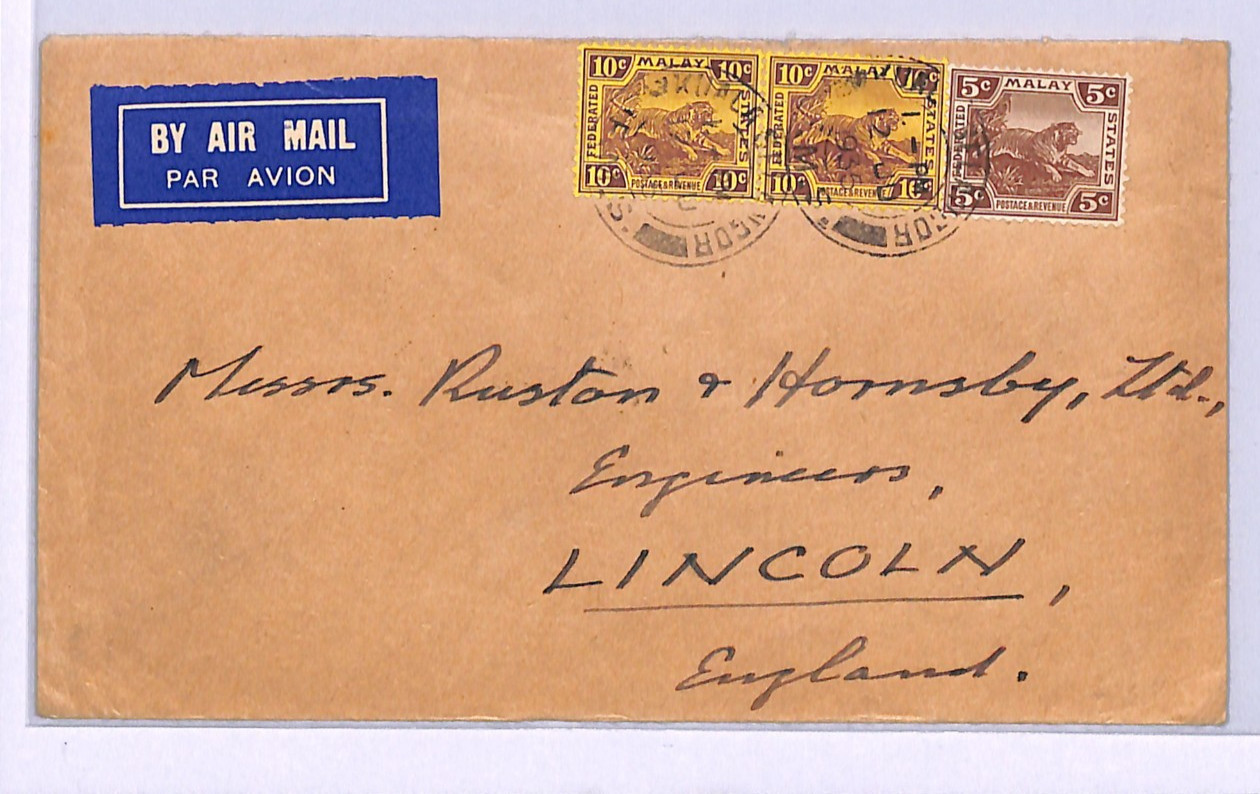 BY AIR MAIL
PAR AVION
10c MALAY 10c
FEDERATED STATES
10c POSTAGE & REVENUE 10c
10c MALAY 10c
FEDERATED STATES
10c POSTAGE & REVENUE 10c
5c MALAY 5c
FEDERATED STATES
5c POSTAGE & REVENUE 5c
Messrs. Ruston & Hornsby, Ltd.,
Engineers,
LINCOLN,
England.